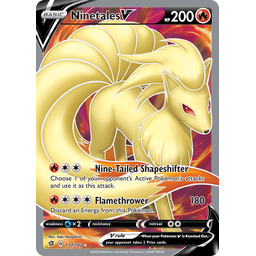 BASIC
Ninetales V
HP 200
Nine-Tailed Shapeshifter
Choose 1 of your opponent's Active Pokémon's attacks
and use it as this attack.
Flamethrower 180
Discard an Energy from this Pokémon.
weakness ×2 resistance retreat
V rule
When your Pokémon V is Knocked Out,
your opponent takes 2 Prize cards.